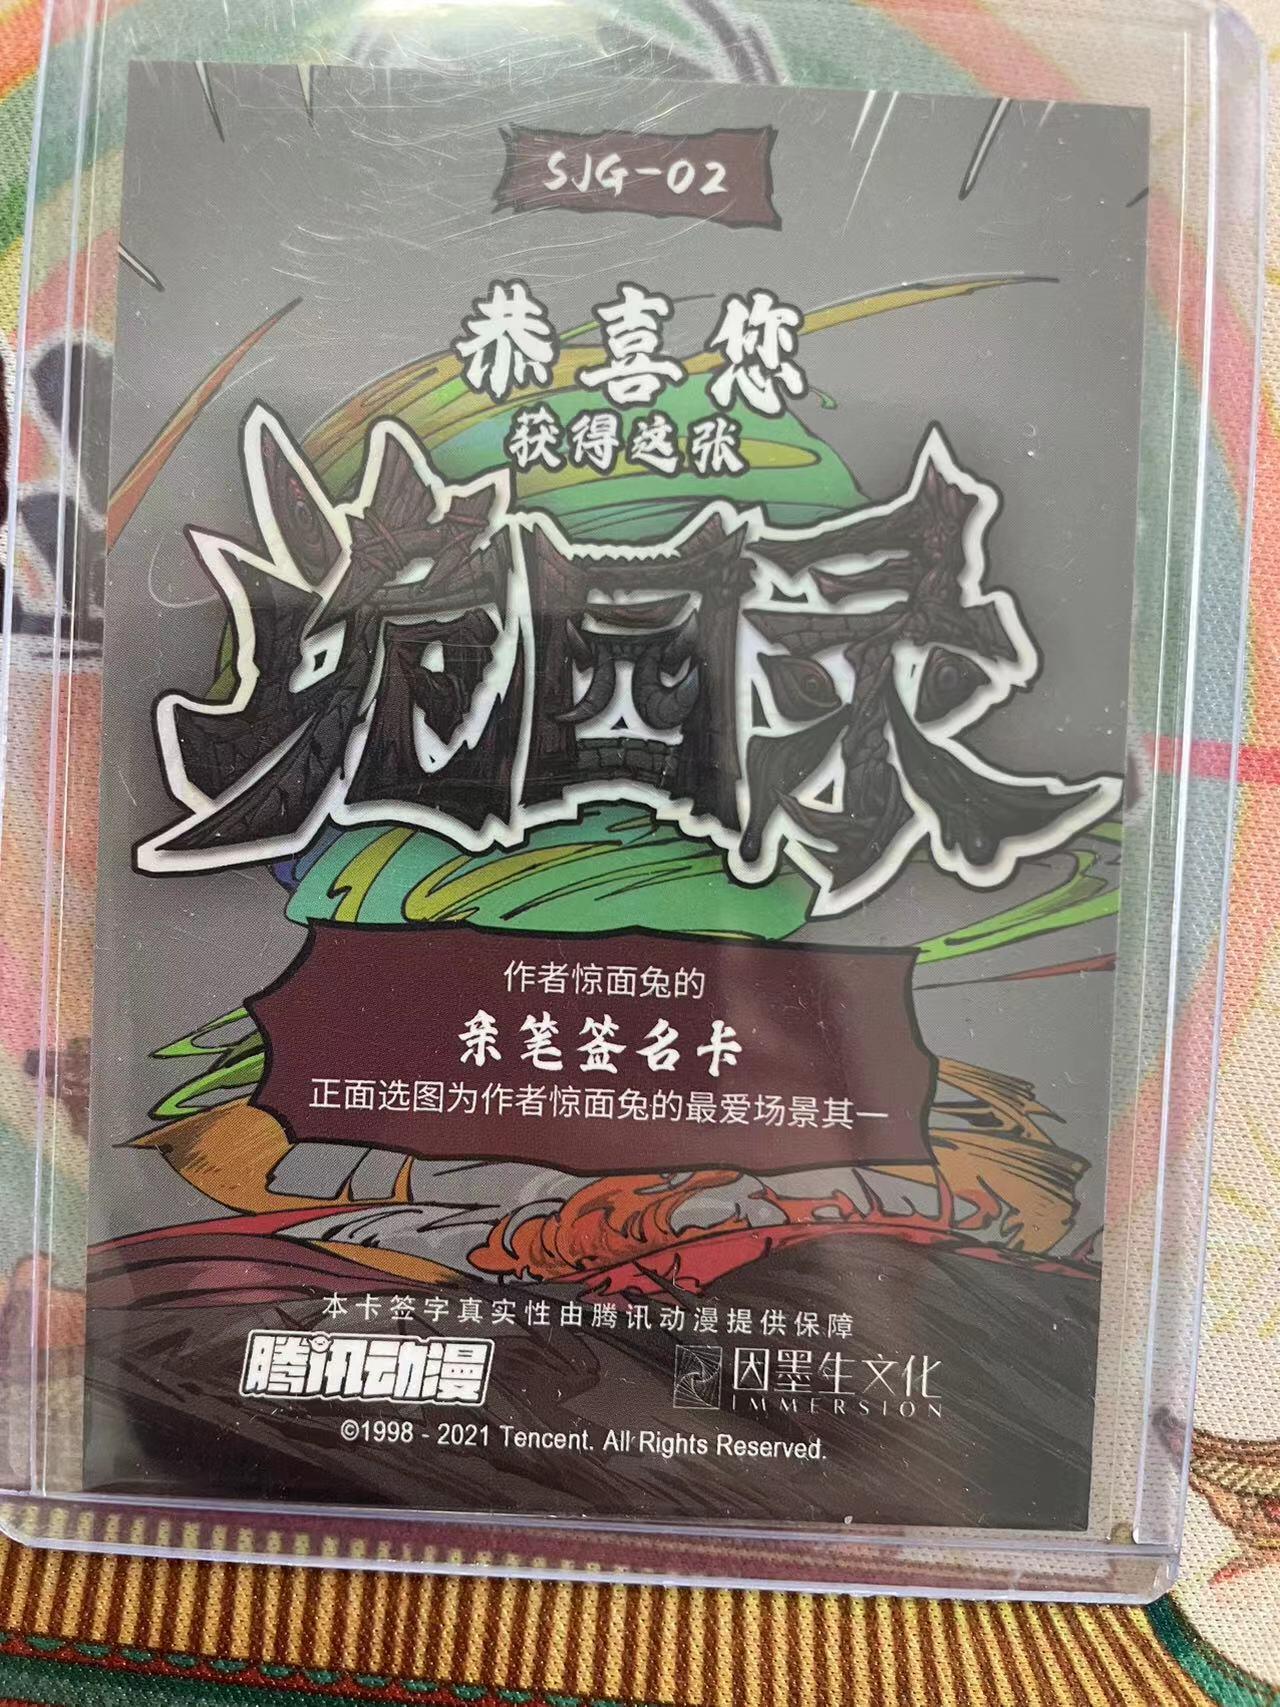 SJG-02
恭喜您
获得这张
作者惊面兔的
亲笔签名卡
正面选图为作者惊面兔的最爱场景其一
本卡签字真实性由腾讯动漫提供保障
腾讯动漫
因墨生文化
IMMERSION
©1998 - 2021 Tencent. All Rights Reserved.